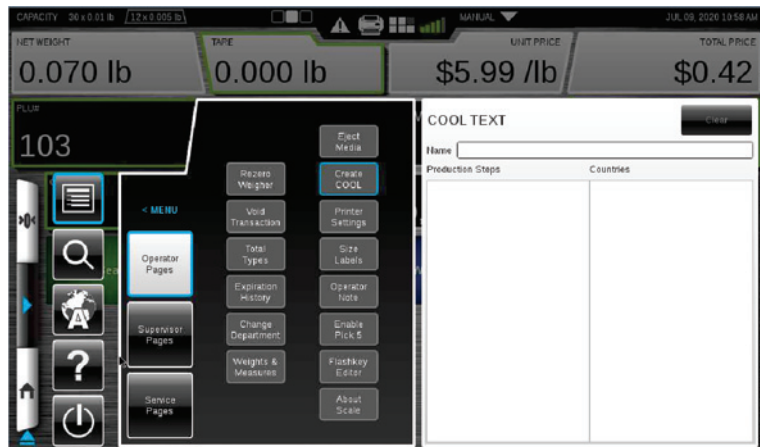 CAPACITY 30 x 0.01 lb 12 x 0.005 lb MANUAL JUL 09, 2020 10:58 AM
NET WEIGHT TARE UNIT PRICE TOTAL PRICE
0.070 lb 0.000 lb $5.99 /lb $0.42
PLU#
103
COOL TEXT Clear
Name
Production Steps Countries
< MENU
Operator Pages
Supervisor Pages
Service Pages
Rezero Weigher
Void Transaction
Total Types
Expiration History
Change Department
Weights & Measures
Eject Media
Create COOL
Printer Settings
Size Labels
Operator Note
Enable Pick 5
Flashkey Editor
About Scale
>0<
A
?